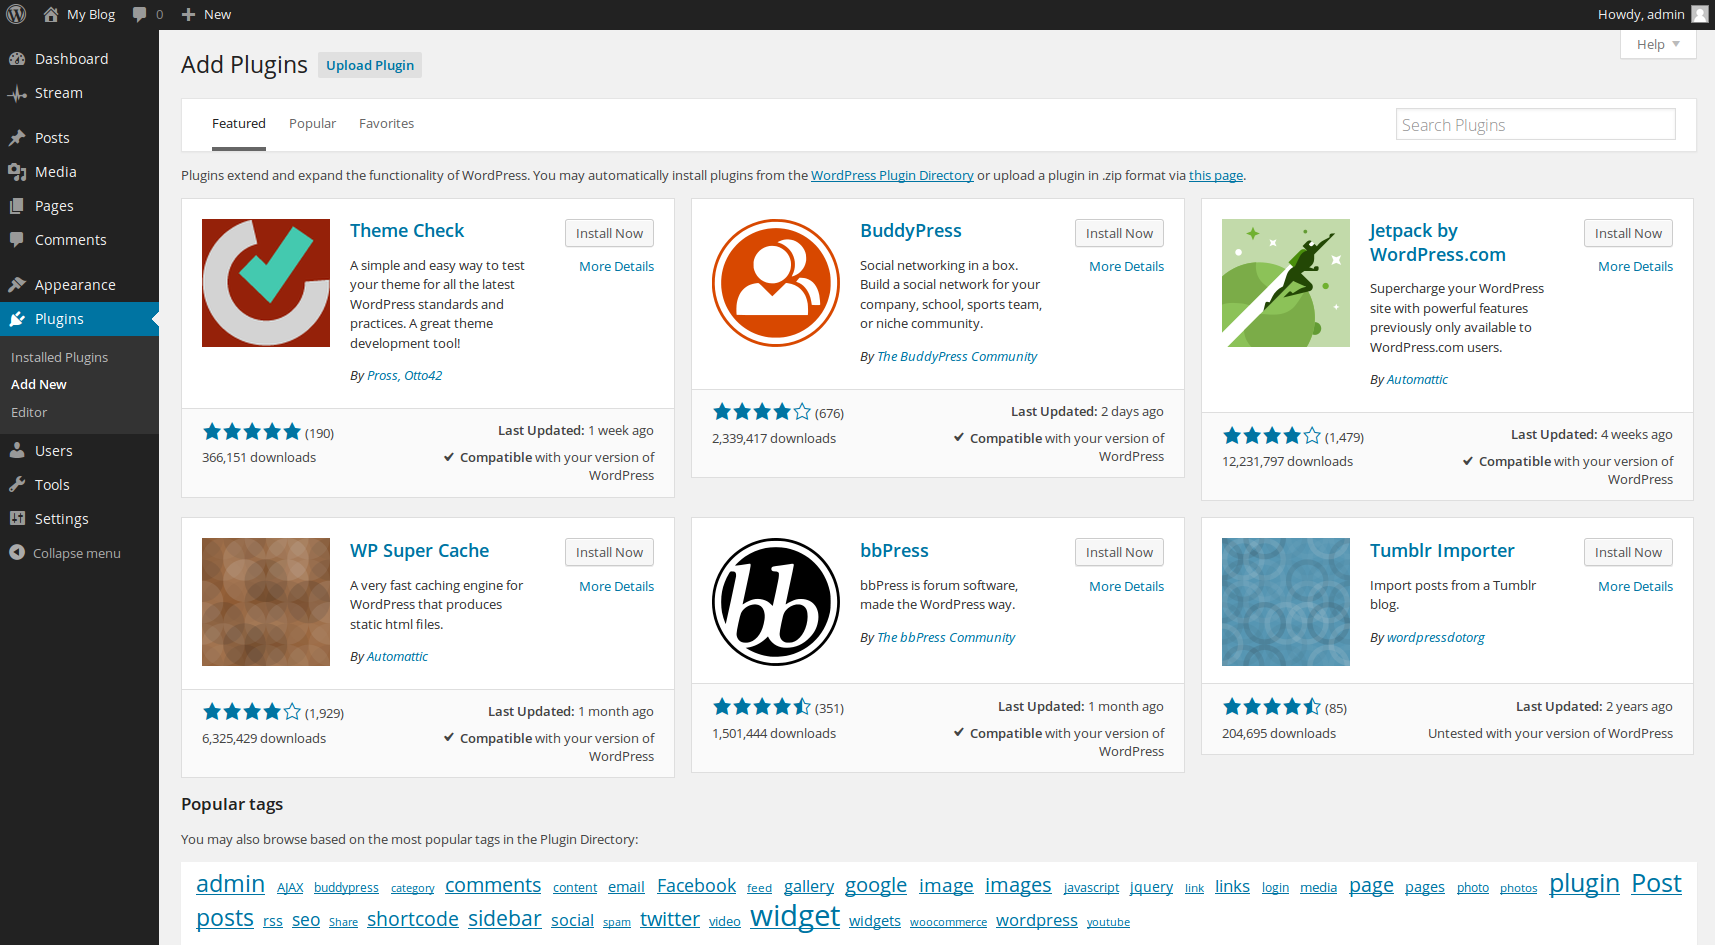 My Blog 0 New Howdy, admin
Help
Dashboard
Stream
Posts
Media
Pages
Comments
Appearance
Plugins
Installed Plugins
Add New
Editor
Users
Tools
Settings
Collapse menu
Add Plugins Upload Plugin
Featured Popular Favorites Search Plugins
Plugins extend and expand the functionality of WordPress. You may automatically install plugins from the WordPress Plugin Directory or upload a plugin in .zip format via this page.
Theme Check
Install Now
More Details
A simple and easy way to test
your theme for all the latest
WordPress standards and
practices. A great theme
development tool!
By Pross, Otto42
(190)
366,151 downloads
Last Updated: 1 week ago
Compatible with your version of
WordPress
BuddyPress
Install Now
More Details
Social networking in a box.
Build a social network for your
company, school, sports team,
or niche community.
By The BuddyPress Community
(676)
2,339,417 downloads
Last Updated: 2 days ago
Compatible with your version of
WordPress
Jetpack by
WordPress.com
Install Now
More Details
Supercharge your WordPress
site with powerful features
previously only available to
WordPress.com users.
By Automattic
(1,479)
12,231,797 downloads
Last Updated: 4 weeks ago
Compatible with your version of
WordPress
WP Super Cache
Install Now
More Details
A very fast caching engine for
WordPress that produces
static html files.
By Automattic
(1,929)
6,325,429 downloads
Last Updated: 1 month ago
Compatible with your version of
WordPress
bb
bbPress
Install Now
More Details
bbPress is forum software,
made the WordPress way.
By The bbPress Community
(351)
1,501,444 downloads
Last Updated: 1 month ago
Compatible with your version of
WordPress
Tumblr Importer
Install Now
More Details
Import posts from a Tumblr
blog.
By wordpressdotorg
(85)
204,695 downloads
Last Updated: 2 years ago
Untested with your version of WordPress
Popular tags
You may also browse based on the most popular tags in the Plugin Directory:
admin AJAX buddypress category comments content email Facebook feed gallery google image images javascript jquery link links login media page pages photo photos plugin Post
posts rss seo Share shortcode sidebar social spam twitter video widget widgets woocommerce wordpress youtube